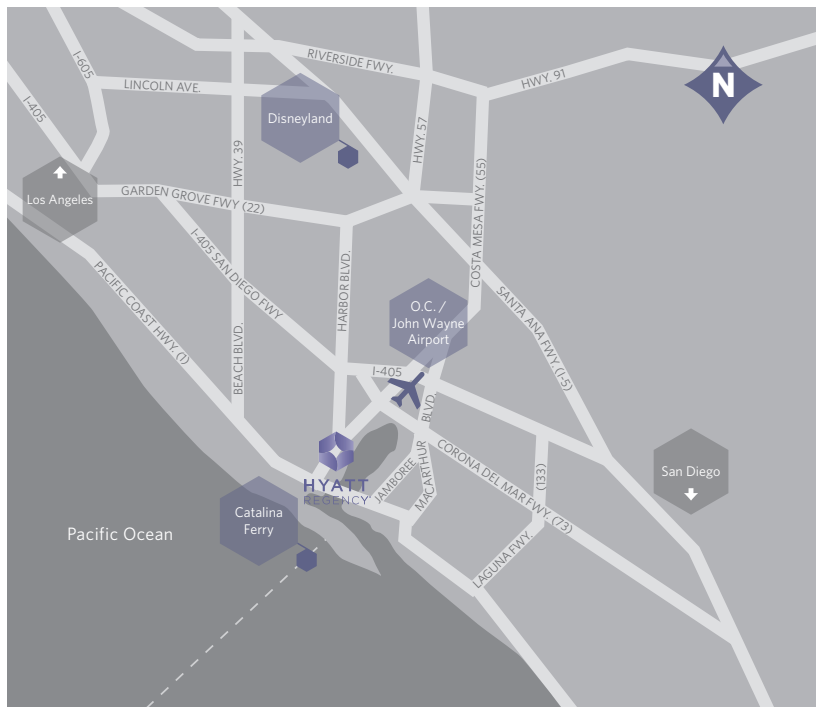 I-605
RIVERSIDE FWY.
HWY. 91
N
LINCOLN AVE.
I-405
Disneyland
HWY. 57
HWY. 39
Los Angeles
GARDEN GROVE FWY (22)
COSTA MESA FWY. (55)
I-405 SAN DIEGO FWY
HARBOR BLVD.
PACIFIC COAST HWY. (1)
BEACH BLVD.
O.C. /
John Wayne
Airport
SANTA ANA FWY. (I-5)
I-405
BLVD.
MACARTHUR
JAMBOREE
CORONA DEL MAR FWY. (73)
(133)
San Diego
HYATT
REGENCY
Catalina
Ferry
Pacific Ocean
LAGUNA FWY.